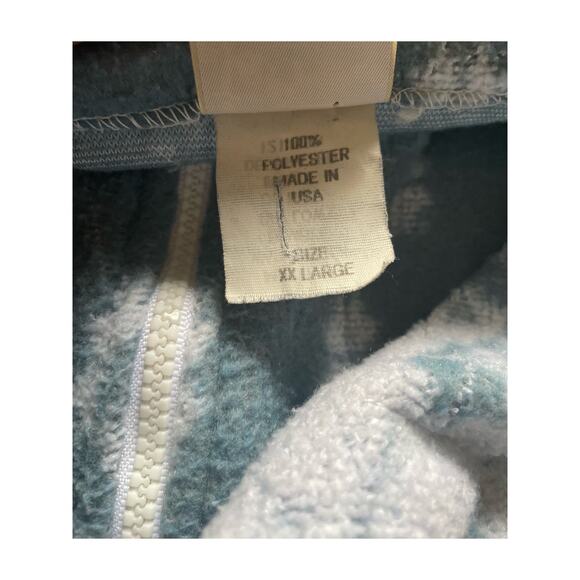 100%
POLYESTER
MADE IN
USA
SIZE
XX LARGE